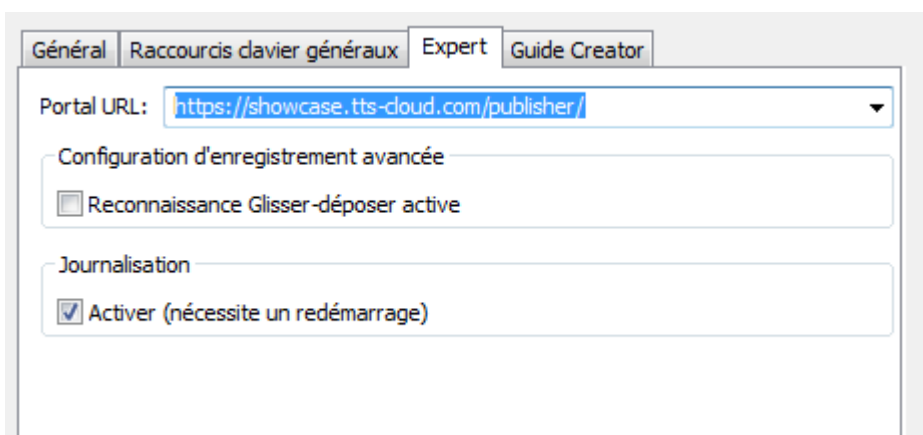 Général Raccourcis clavier généraux Expert Guide Creator
Portal URL: https://showcase.tts-cloud.com/publisher/
Configuration d'enregistrement avancée
Reconnaissance Glisser-déposer active
Journalisation
Activer (nécessite un redémarrage)